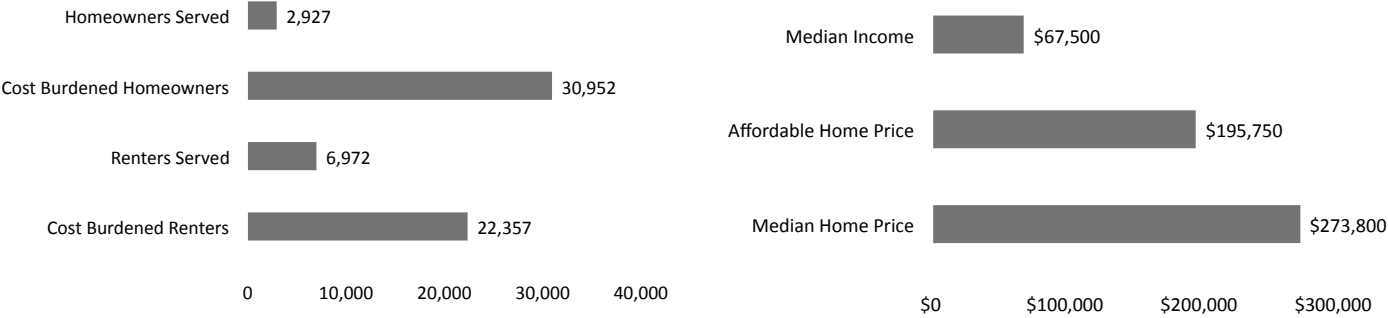 Homeowners Served 2,927
Cost Burdened Homeowners 30,952
Renters Served 6,972
Cost Burdened Renters 22,357
0 10,000 20,000 30,000 40,000
Median Income $67,500
Affordable Home Price $195,750
Median Home Price $273,800
$0 $100,000 $200,000 $300,000